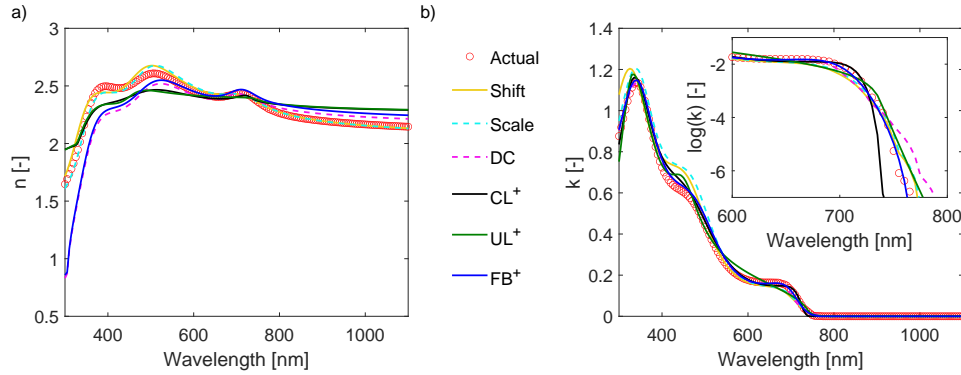 a)
3
2.5
2
1.5
1
0.5
n [-]
400 600 800 1000
Wavelength [nm]
Actual
Shift
Scale
DC
CL+
UL+
FB+
b)
1.4
1.2
1.0
0.8
0.6
0.4
0.2
0
k [-]
400 600 800 1000
Wavelength [nm]
-2
-4
-6
log(k) [-]
600 700 800
Wavelength [nm]